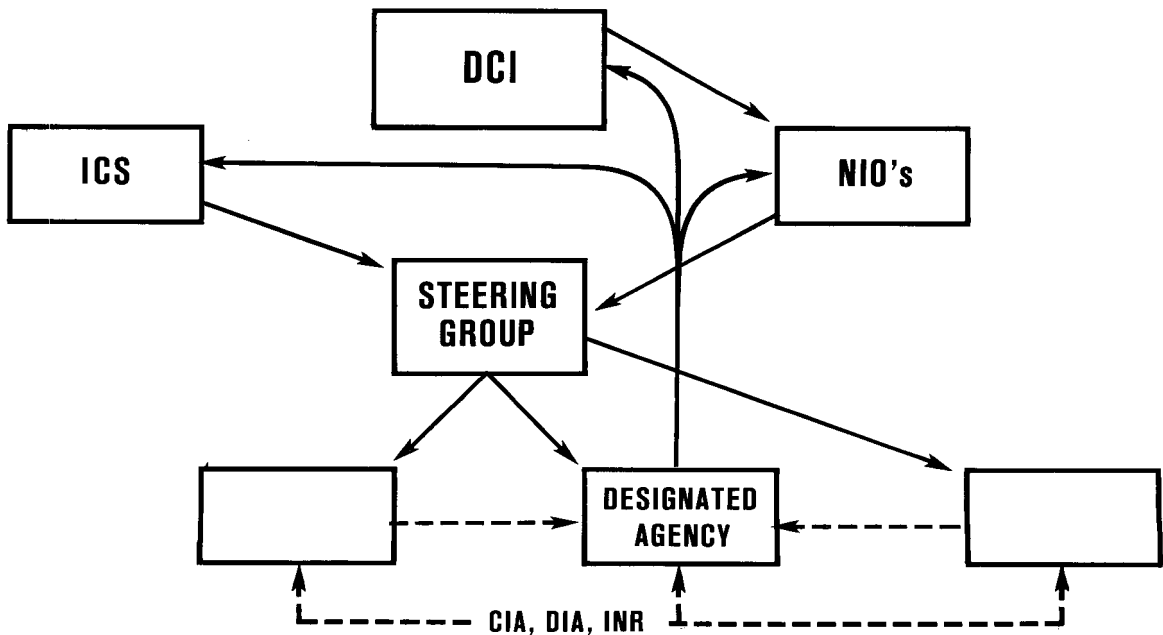 DCI
ICS
NIO's
STEERING
GROUP
DESIGNATED
AGENCY
CIA, DIA, INR